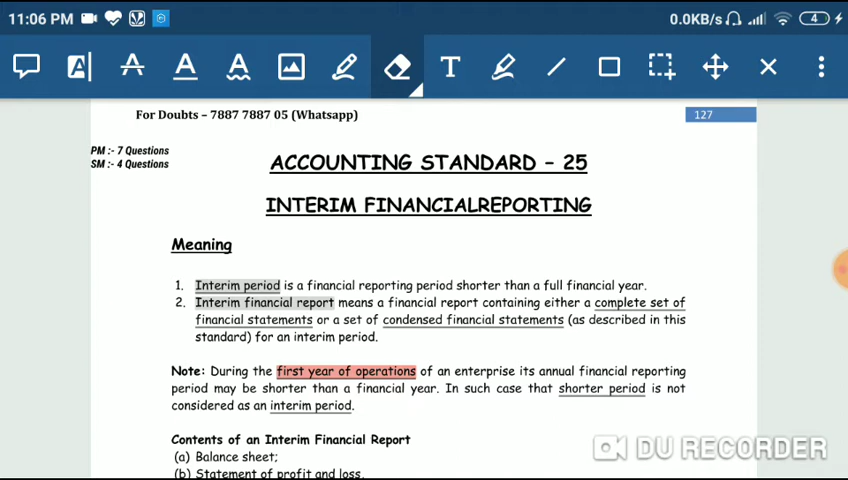 11:06 PM 0.0KB/s 4
A T
For Doubts – 7887 7887 05 (Whatsapp) 127
PM :- 7 Questions
SM :- 4 Questions
ACCOUNTING STANDARD – 25
INTERIM FINANCIALREPORTING
Meaning
1. Interim period is a financial reporting period shorter than a full financial year.
2. Interim financial report means a financial report containing either a complete set of
financial statements or a set of condensed financial statements (as described in this
standard) for an interim period.
Note: During the first year of operations of an enterprise its annual financial reporting
period may be shorter than a financial year. In such case that shorter period is not
considered as an interim period.
Contents of an Interim Financial Report
(a) Balance sheet;
(b) Statement of profit and loss.
DU RECORDER